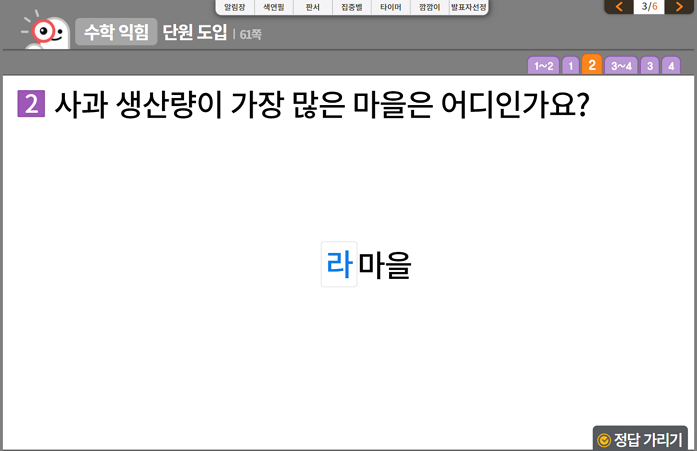 알림장 색연필 판서 집중벨 타이머 깜깜이 발표자선정
수학 익힘 단원 도입 | 61쪽
3/6
1~2 1 2 3~4 3 4
2 사과 생산량이 가장 많은 마을은 어디인가요?
라 마을
정답 가리기